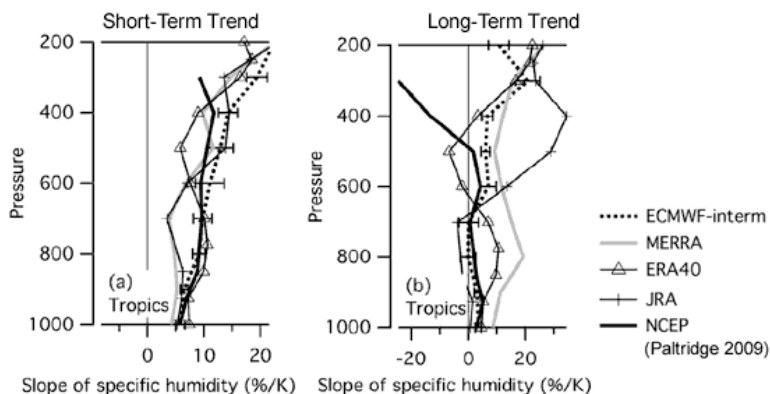 Short-Term Trend
Long-Term Trend
200
400
600
800
1000
Pressure
(a)
Tropics
0
10
20
Slope of specific humidity (%/K)
200
400
600
800
1000
Pressure
(b)
Tropics
-20
0
20
Slope of specific humidity (%/K)
ECMWF-interm
MERRA
ERA40
JRA
NCEP
(Paltridge 2009)